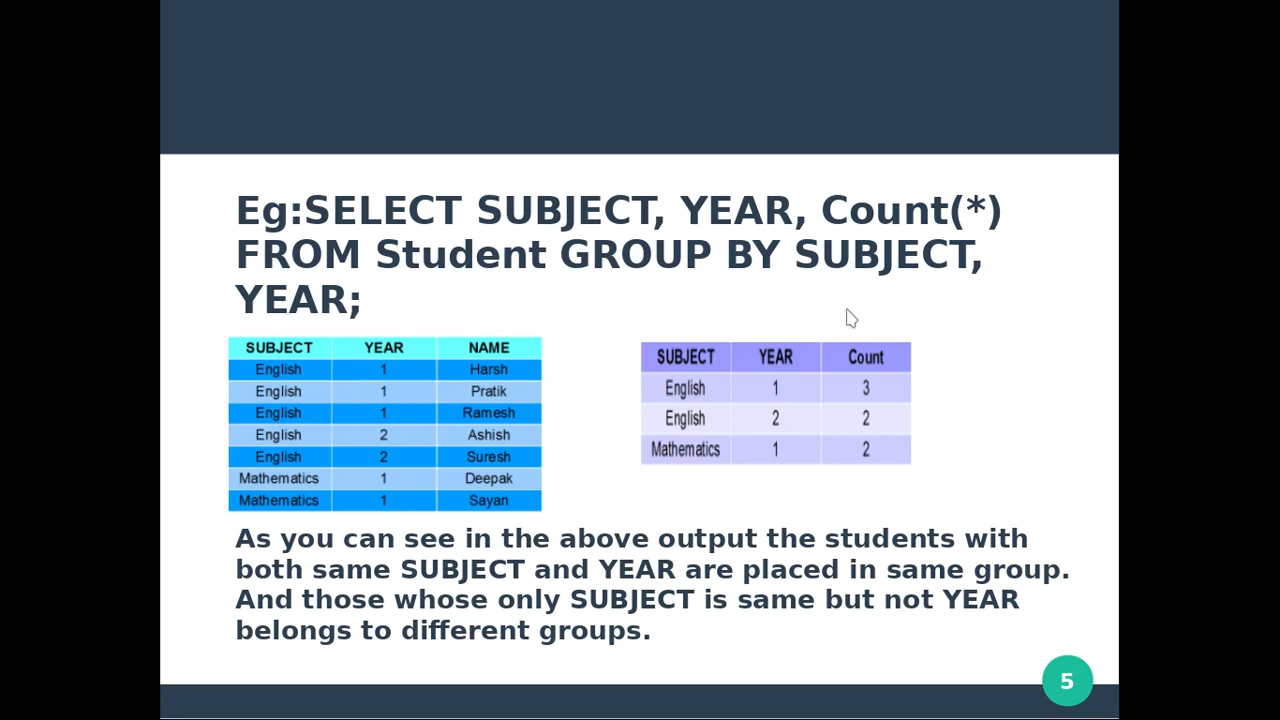 Eg:SELECT SUBJECT, YEAR, Count(*)
FROM Student GROUP BY SUBJECT,
YEAR;
SUBJECT YEAR NAME
English 1 Harsh
English 1 Pratik
English 1 Ramesh
English 2 Ashish
English 2 Suresh
Mathematics 1 Deepak
Mathematics 1 Sayan
SUBJECT YEAR Count
English 1 3
English 2 2
Mathematics 1 2
As you can see in the above output the students with
both same SUBJECT and YEAR are placed in same group.
And those whose only SUBJECT is same but not YEAR
belongs to different groups.
5